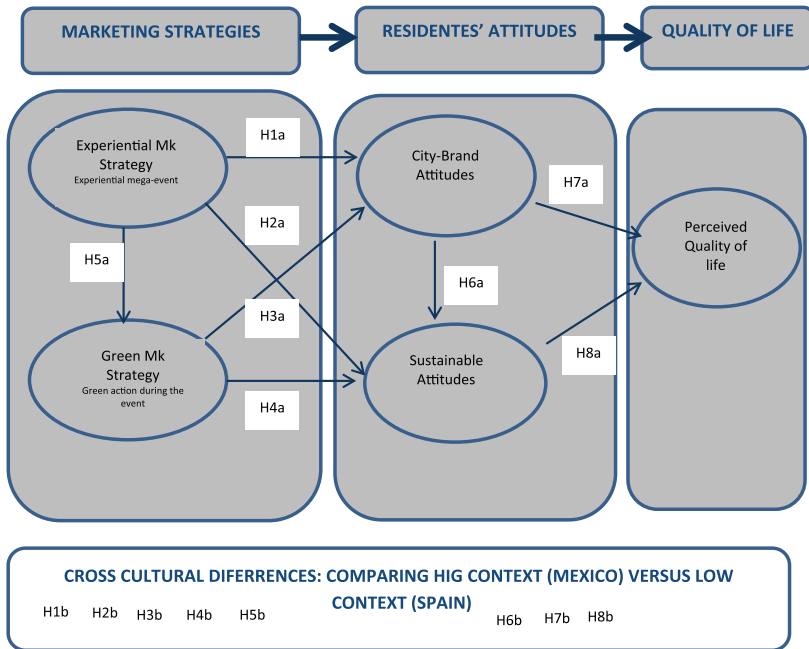 MARKETING STRATEGIES
RESIDENTES' ATTITUDES
QUALITY OF LIFE
Experiential Mk
Strategy
Experiential mega-event
H1a
City-Brand
Attitudes
H7a
H2a
Perceived
Quality of
life
H5a
H6a
H3a
Green Mk
Strategy
Green action during the
event
Sustainable
Attitudes
H8a
H4a
CROSS CULTURAL DIFERRENCES: COMPARING HIG CONTEXT (MEXICO) VERSUS LOW
CONTEXT (SPAIN)
H1b H2b H3b H4b H5b H6b H7b H8b